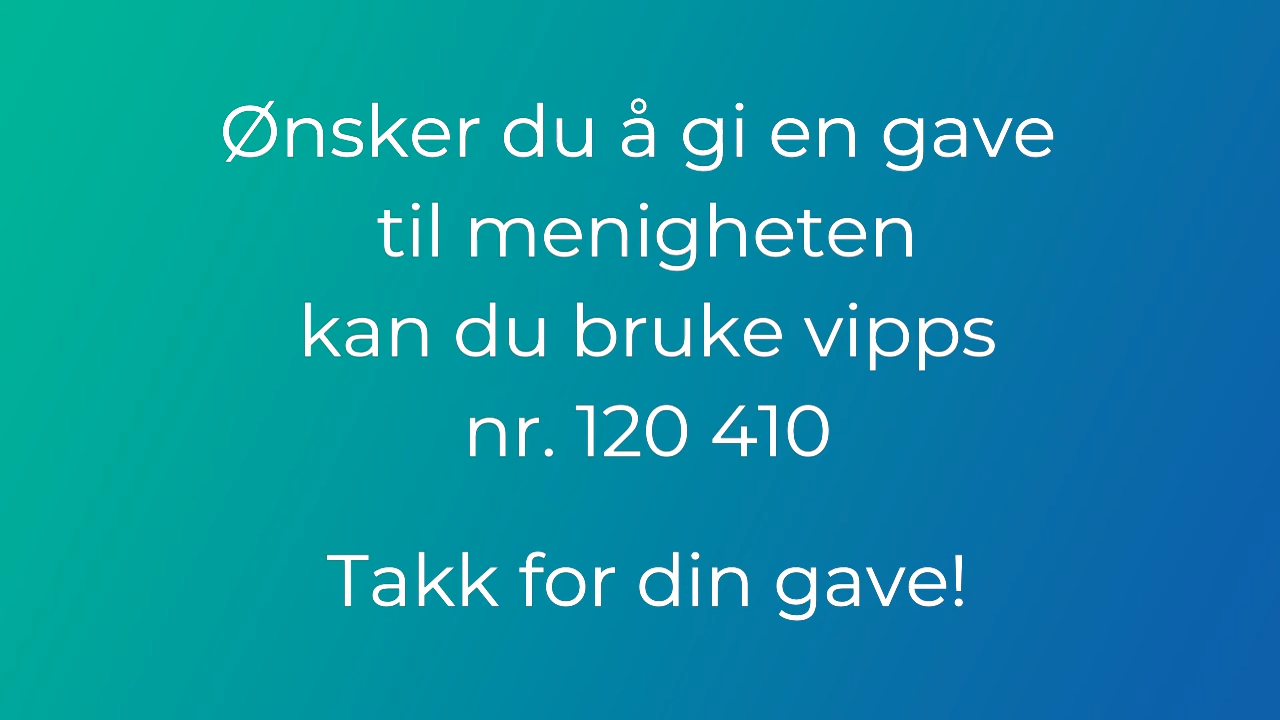 Ønsker du å gi en gave
til menigheten
kan du bruke vipps
nr. 120 410
Takk for din gave!